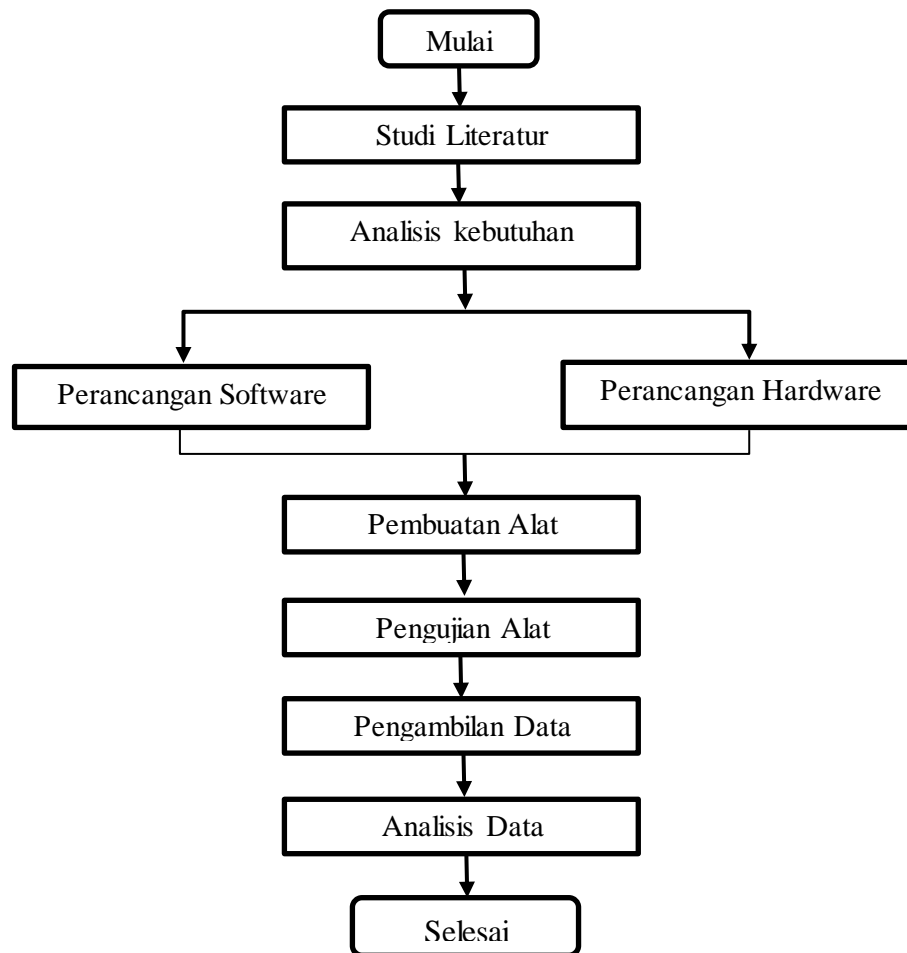 Mulai
Studi Literatur
Analisis kebutuhan
Perancangan Software
Perancangan Hardware
Pembuatan Alat
Pengujian Alat
Pengambilan Data
Analisis Data
Selesai